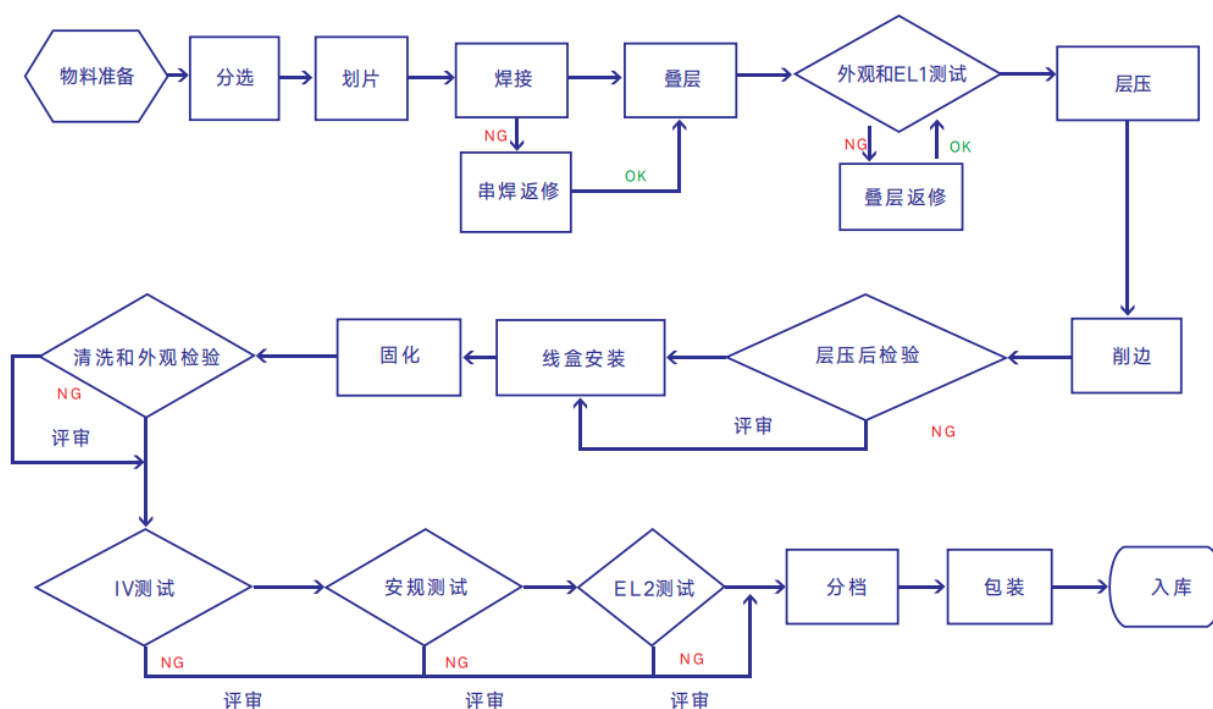 物料准备
分选
划片
焊接
叠层
外观和EL1测试
层压
NG
串焊返修
OK
NG
OK
叠层返修
清洗和外观检验
固化
线盒安装
层压后检验
削边
NG
评审
评审
NG
IV测试
安规测试
EL2测试
分档
包装
入库
NG
NG
NG
评审
评审
评审